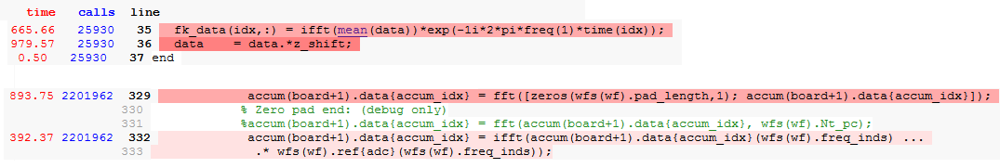 time calls line
665.66 25930 35 fk_data(idx,:) = ifft(mean(data))*exp(-1i*2*pi*freq(1)*time(idx));
979.57 25930 36 data = data.*z_shift;
0.50 25930 37 end
893.75 2201962 329 accum(board+1).data{accum_idx} = fft([zeros(wfs(wf).pad_length,1); accum(board+1).data{accum_idx}]);
330 % Zero pad end: (debug only)
331 %accum(board+1).data{accum_idx} = fft(accum(board+1).data{accum_idx}, wfs(wf).Nt_pc);
392.37 2201962 332 accum(board+1).data{accum_idx} = ifft(accum(board+1).data{accum_idx}(wfs(wf).freq_inds) ...
333 .* wfs(wf).ref{adc}(wfs(wf).freq_inds));